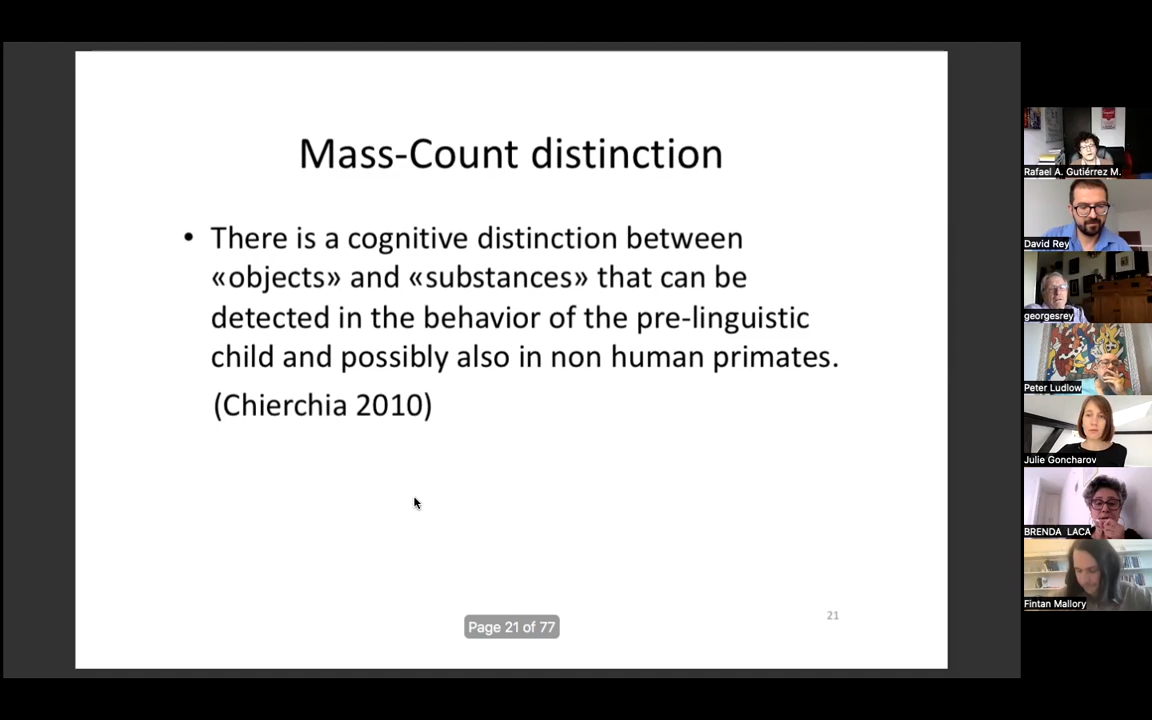 Mass-Count distinction
• There is a cognitive distinction between
«objects» and «substances» that can be
detected in the behavior of the pre-linguistic
child and possibly also in non human primates.
(Chierchia 2010)
21
Page 21 of 77
Rafael A. Gutiérrez M.
David Rey
georgesrey
Peter Ludlow
Julie Goncharov
BRENDA LACA
Fintan Mallory